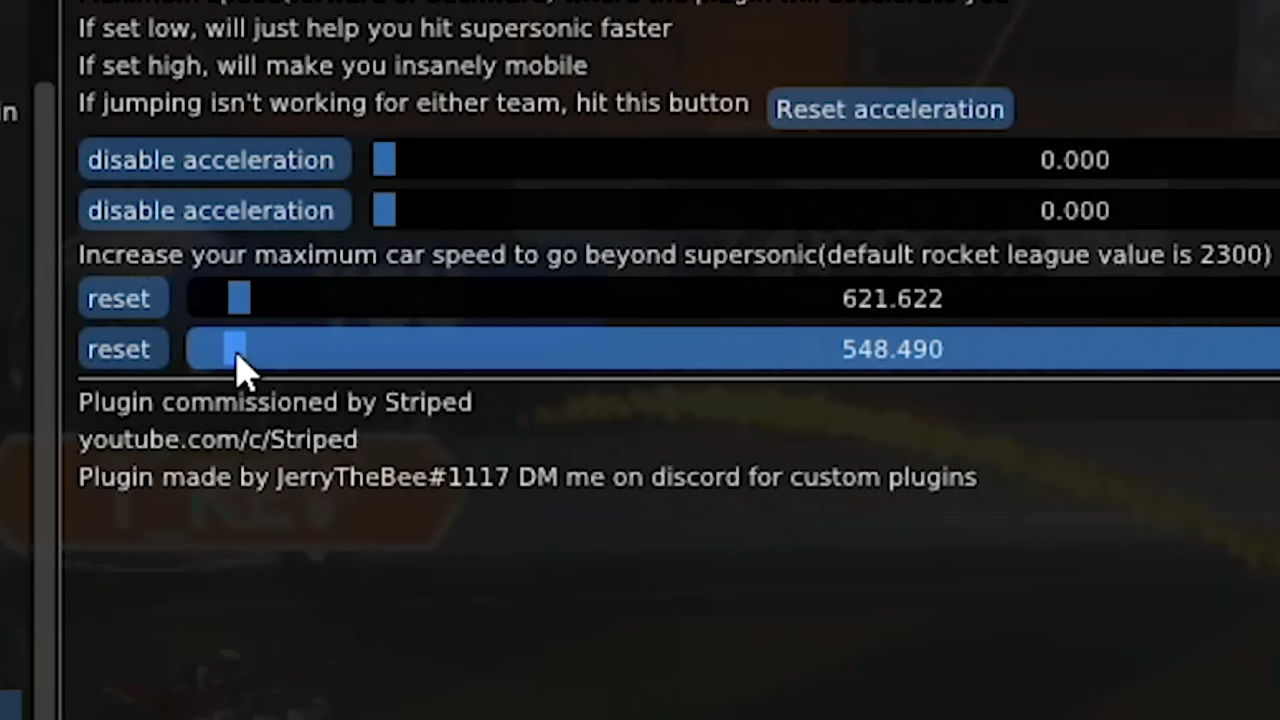 If set low, will just help you hit supersonic faster
If set high, will make you insanely mobile
If jumping isn't working for either team, hit this button Reset acceleration
disable acceleration 0.000
disable acceleration 0.000
Increase your maximum car speed to go beyond supersonic(default rocket league value is 2300)
reset 621.622
reset 548.490
Plugin commissioned by Striped
youtube.com/c/Striped
Plugin made by JerryTheBee#1117 DM me on discord for custom plugins